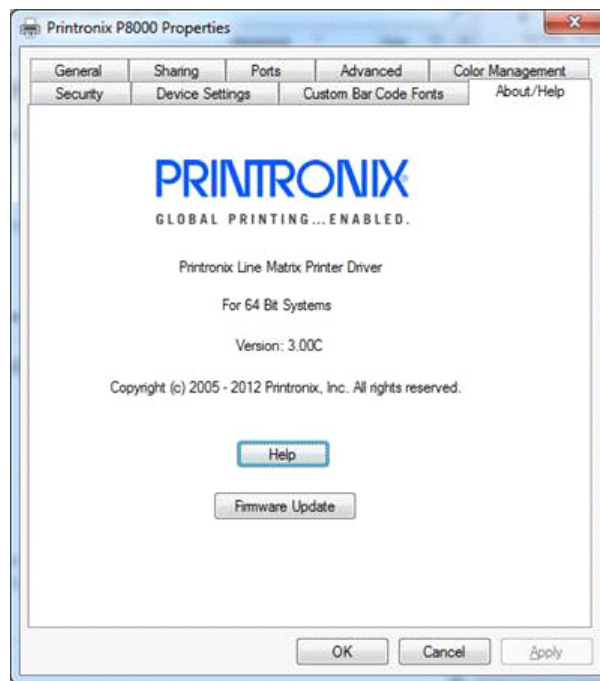 Printronix P8000 Properties
General Sharing Ports Advanced Color Management
Security Device Settings Custom Bar Code Fonts About/Help
PRINTRONIX
GLOBAL PRINTING...ENABLED.
Printronix Line Matrix Printer Driver
For 64 Bit Systems
Version: 3.00C
Copyright (c) 2005 - 2012 Printronix, Inc. All rights reserved.
Help
Firmware Update
OK Cancel Apply